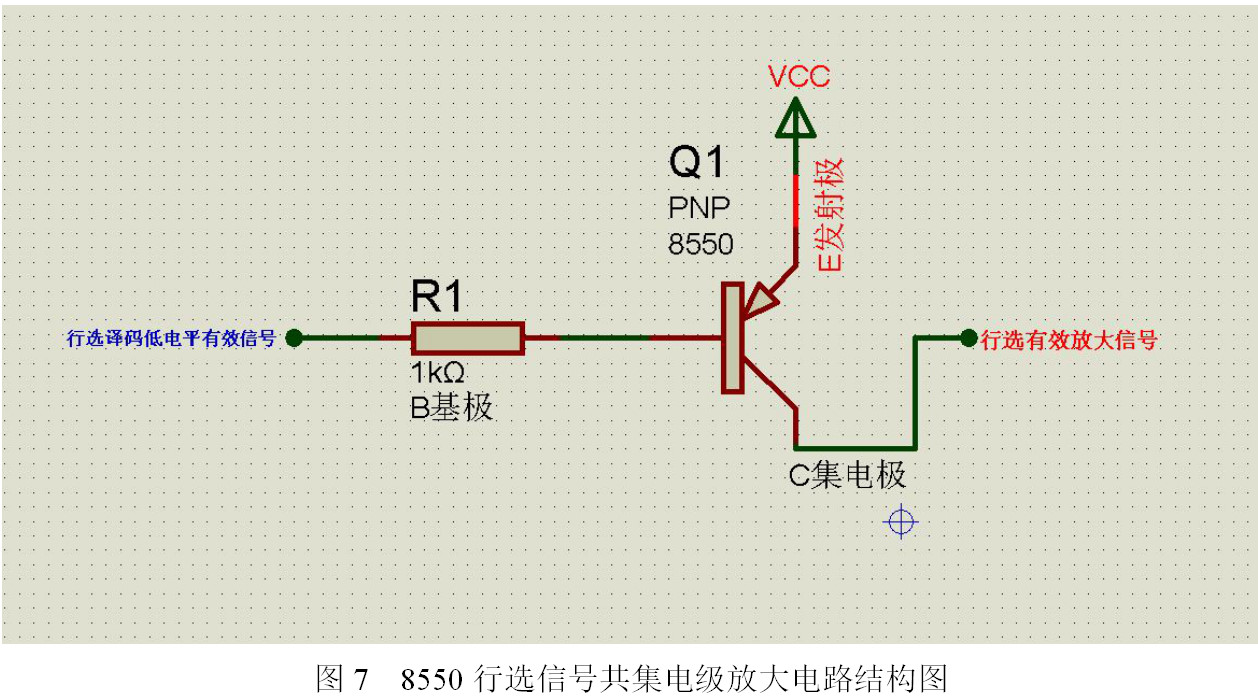 VCC
Q1
PNP
8550
E发射极
R1
行选译码低电平有效信号
行选有效放大信号
1kΩ
B基极
C集电极
图 7 8550 行选信号共集电级放大电路结构图